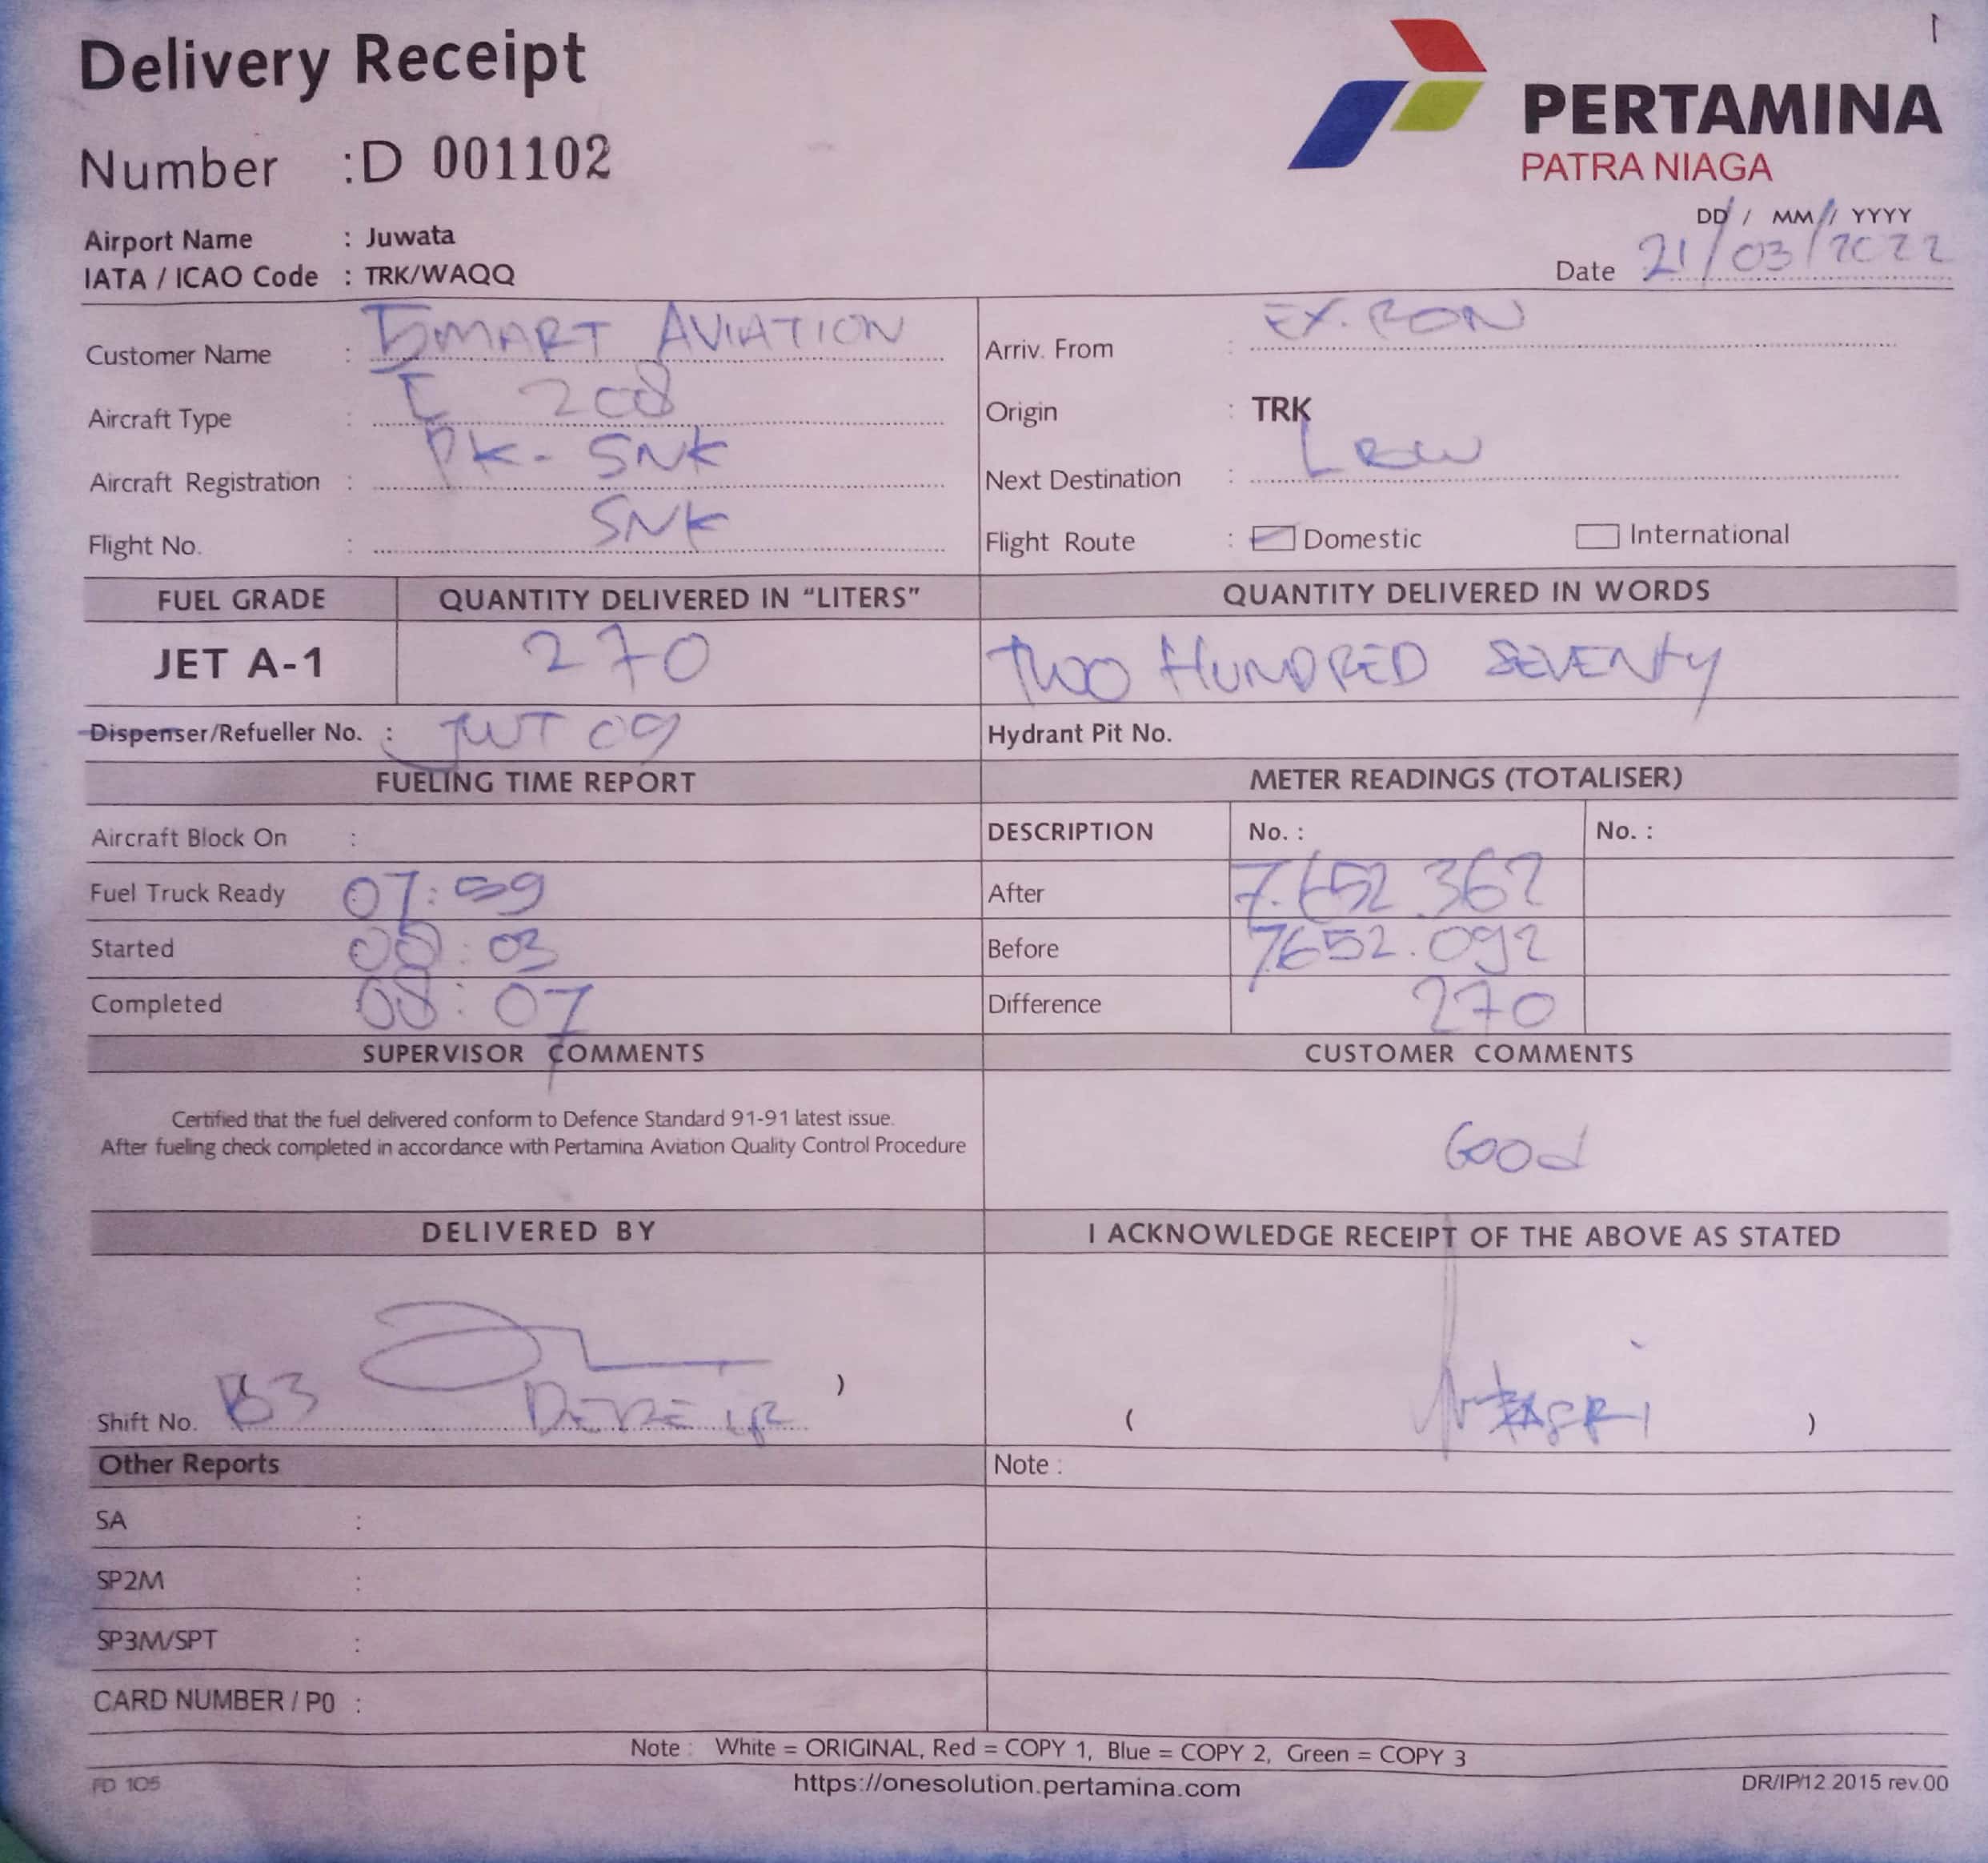 Delivery Receipt
1
PERTAMINA
PATRA NIAGA
Number :D 001102
Airport Name : Juwata
IATA / ICAO Code : TRK/WAQQ
DD / MM / YYYY
Date 21/03/2022
Customer Name : SMART AVIATION
Aircraft Type : C 208
Aircraft Registration : PK- SNK
Flight No. : SNK
Arriv. From : EX. RON
Origin : TRK
Next Destination : LBW
Flight Route : Domestic International
FUEL GRADE QUANTITY DELIVERED IN "LITERS" QUANTITY DELIVERED IN WORDS
JET A-1 270 TWO HUNDRED SEVENTY
Dispenser/Refueller No. : JWT 09 Hydrant Pit No.
FUELING TIME REPORT METER READINGS (TOTALISER)
Aircraft Block On : DESCRIPTION No. : No. :
Fuel Truck Ready 07:59 After 7.652.362
Started 08:03 Before 7652.092
Completed 08:07 Difference 270
SUPERVISOR COMMENTS CUSTOMER COMMENTS
Certified that the fuel delivered conform to Defence Standard 91-91 latest issue.
After fueling check completed in accordance with Pertamina Aviation Quality Control Procedure
Good
DELIVERED BY I ACKNOWLEDGE RECEIPT OF THE ABOVE AS STATED
)
Shift No. B3 ( )
Other Reports Note :
SA :
SP2M :
SP3M/SPT :
CARD NUMBER / P0 :
Note : White = ORIGINAL, Red = COPY 1, Blue = COPY 2, Green = COPY 3
FD 105 https://onesolution.pertamina.com DR/IP/12.2015 rev.00